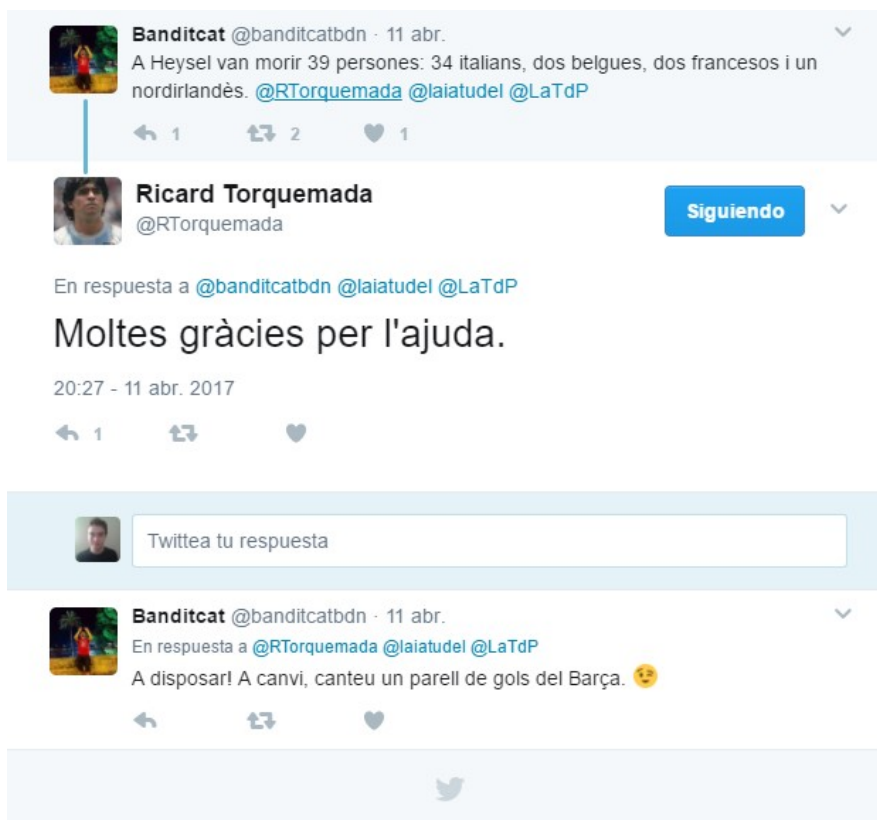 Banditcat @banditcatbdn · 11 abr.
A Heysel van morir 39 persones: 34 italians, dos belgues, dos francesos i un
nordirlandès. @RTorquemada @laiatudel @LaTdP
1 2 1
Ricard Torquemada
@RTorquemada
Siguiendo
En respuesta a @banditcatbdn @laiatudel @LaTdP
Moltes gràcies per l'ajuda.
20:27 - 11 abr. 2017
1
Twittea tu respuesta
Banditcat @banditcatbdn · 11 abr.
En respuesta a @RTorquemada @laiatudel @LaTdP
A disposar! A canvi, canteu un parell de gols del Barça. 😉